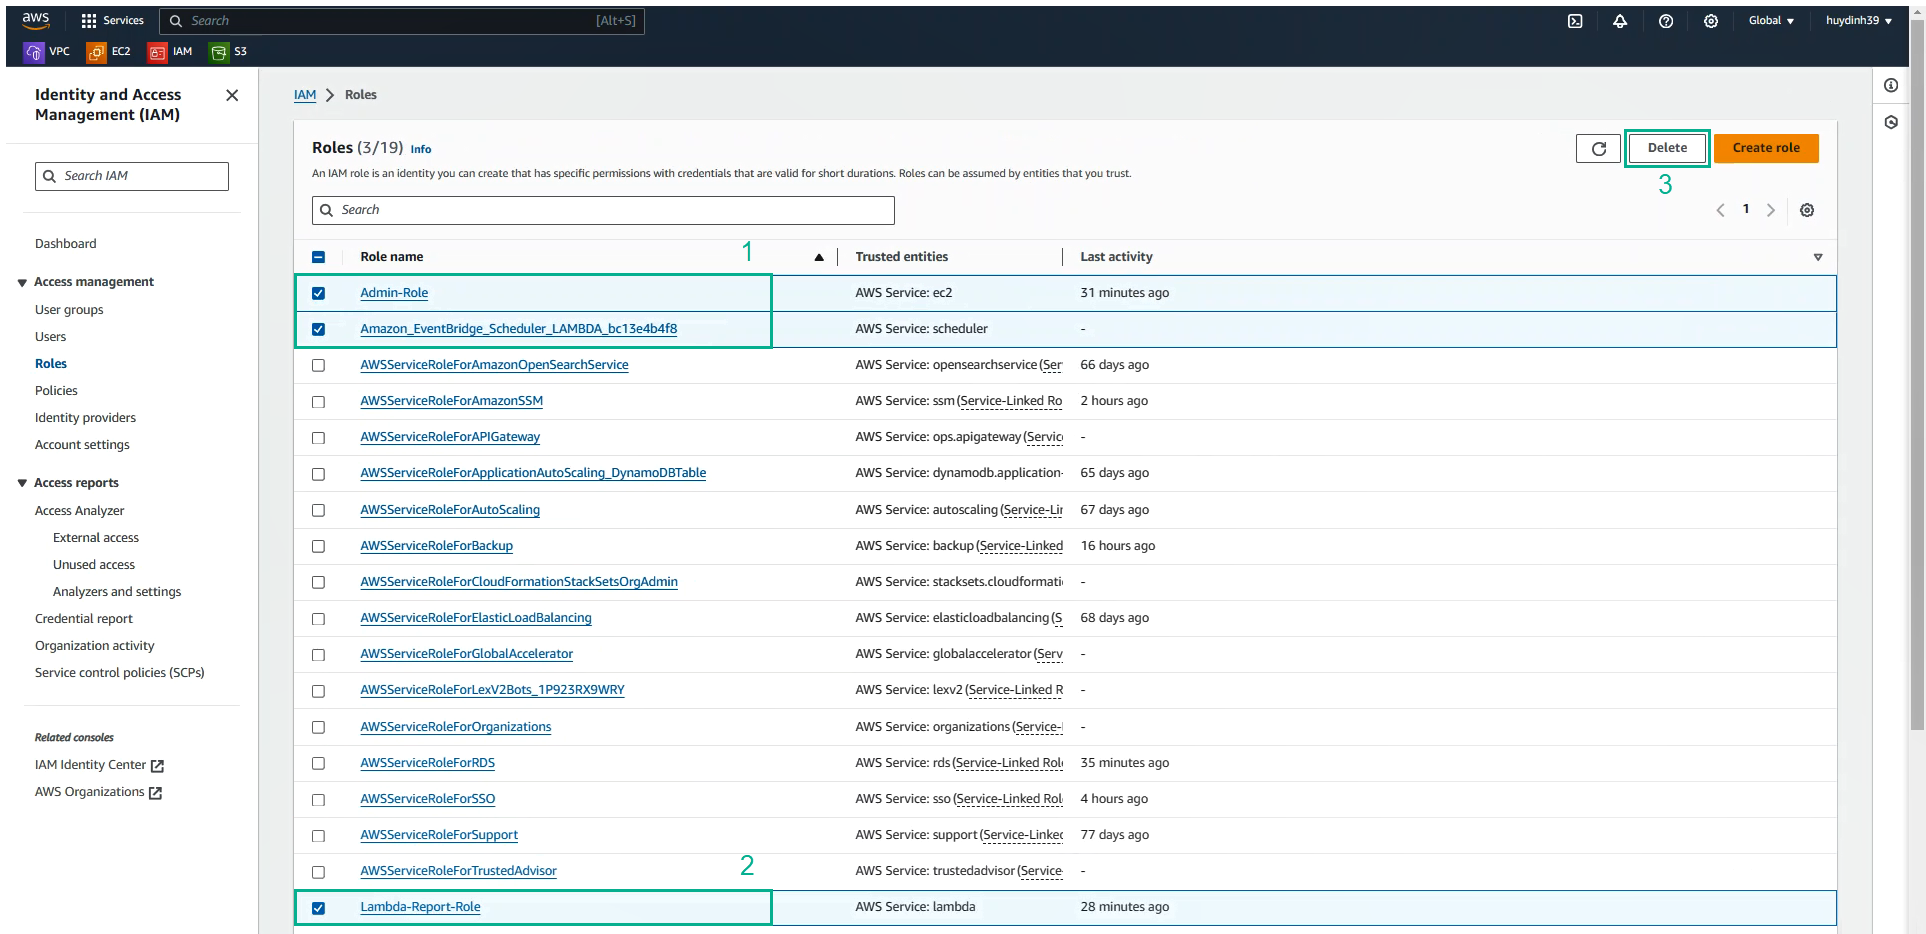 aws
Services
Search
[Alt+S]
Global
huydinh39
VPC
EC2
IAM
S3
Identity and Access
Management (IAM)
Search IAM
Dashboard
Access management
User groups
Users
Roles
Policies
Identity providers
Account settings
Access reports
Access Analyzer
External access
Unused access
Analyzers and settings
Credential report
Organization activity
Service control policies (SCPs)
Related consoles
IAM Identity Center
AWS Organizations
IAM > Roles
Roles (3/19) Info
Delete
Create role
3
An IAM role is an identity you can create that has specific permissions with credentials that are valid for short durations. Roles can be assumed by entities that you trust.
Search
1
1
Role name Trusted entities Last activity
Admin-Role AWS Service: ec2 31 minutes ago
Amazon_EventBridge_Scheduler_LAMBDA_bc13e4b4f8 AWS Service: scheduler -
AWSServiceRoleForAmazonOpenSearchService AWS Service: opensearchservice (Ser 66 days ago
AWSServiceRoleForAmazonSSM AWS Service: ssm (Service-Linked Ro 2 hours ago
AWSServiceRoleForAPIGateway AWS Service: ops.apigateway (Servic -
AWSServiceRoleForApplicationAutoScaling_DynamoDBTable AWS Service: dynamodb.application- 65 days ago
AWSServiceRoleForAutoScaling AWS Service: autoscaling (Service-Lin 67 days ago
AWSServiceRoleForBackup AWS Service: backup (Service-Linked 16 hours ago
AWSServiceRoleForCloudFormationStackSetsOrgAdmin AWS Service: stacksets.cloudformati -
AWSServiceRoleForElasticLoadBalancing AWS Service: elasticloadbalancing (S 68 days ago
AWSServiceRoleForGlobalAccelerator AWS Service: globalaccelerator (Serv -
AWSServiceRoleForLexV2Bots_1P923RX9WRY AWS Service: lexv2 (Service-Linked R -
AWSServiceRoleForOrganizations AWS Service: organizations (Service- -
AWSServiceRoleForRDS AWS Service: rds (Service-Linked Role 35 minutes ago
AWSServiceRoleForSSO AWS Service: sso (Service-Linked Rol 4 hours ago
AWSServiceRoleForSupport AWS Service: support (Service-Linked 77 days ago
AWSServiceRoleForTrustedAdvisor AWS Service: trustedadvisor (Service- -
2
Lambda-Report-Role AWS Service: lambda 28 minutes ago